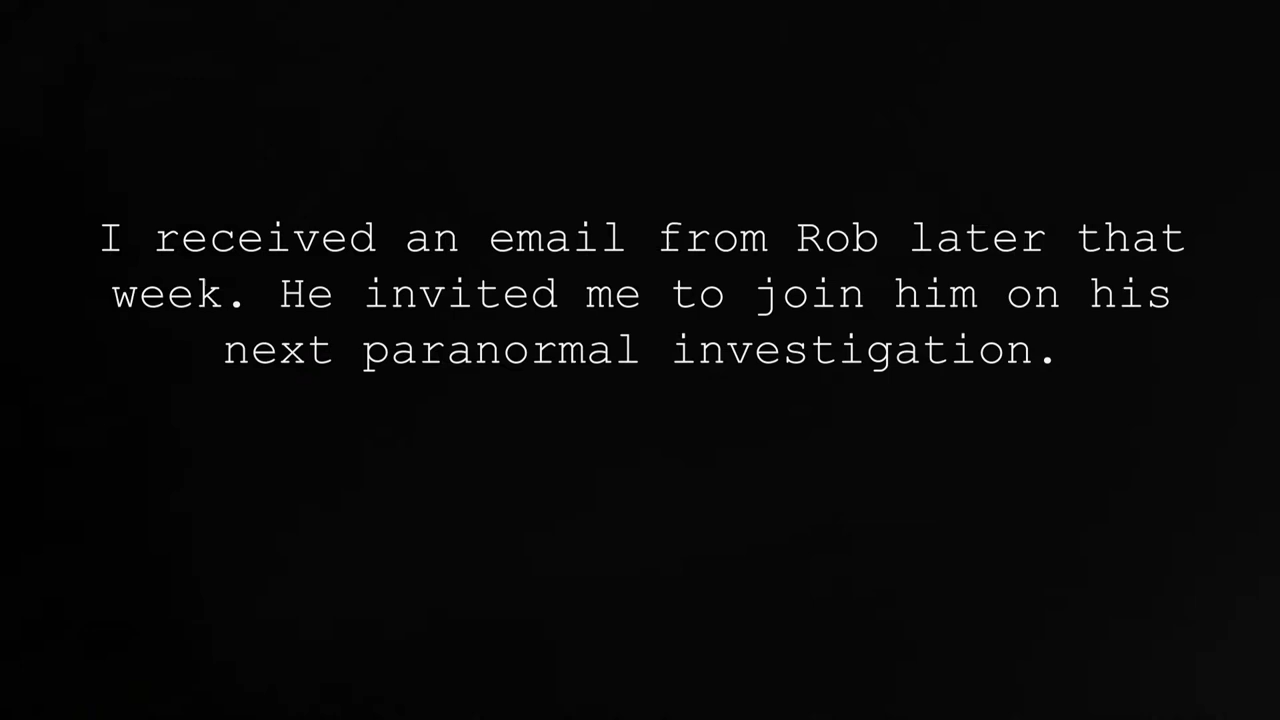 I received an email from Rob later that
week. He invited me to join him on his
next paranormal investigation.